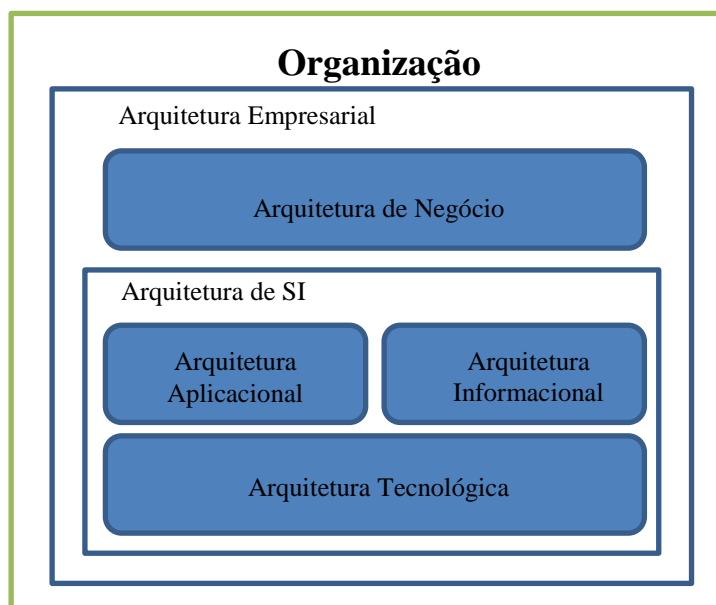 Organização
Arquitetura Empresarial
Arquitetura de Negócio
Arquitetura de SI
Arquitetura
Aplicacional
Arquitetura
Informacional
Arquitetura Tecnológica